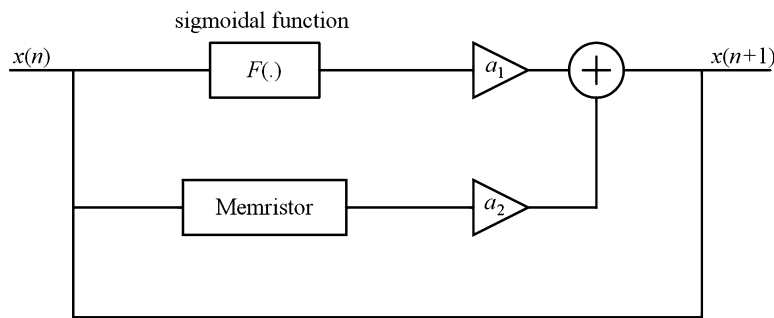 sigmoidal function
x(n)
F(.)
a₁
+
x(n+1)
Memristor
a₂